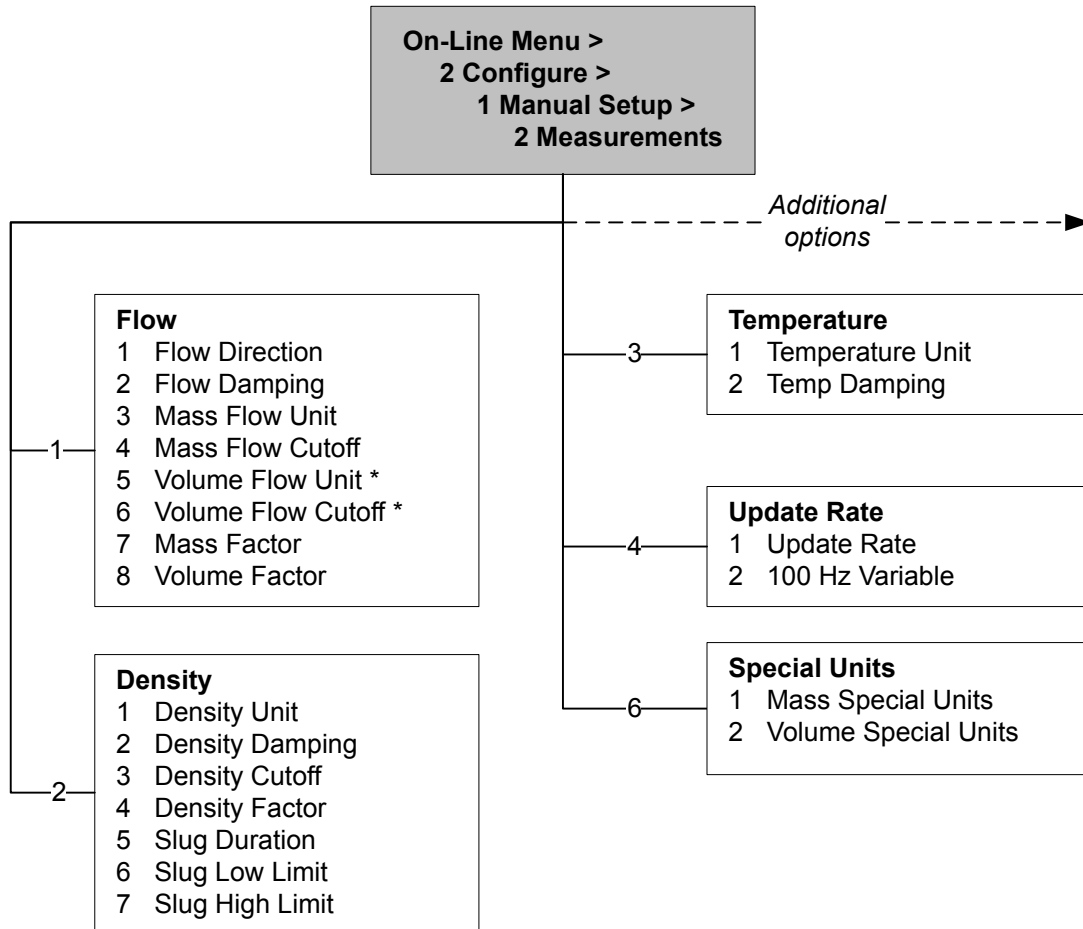 On-Line Menu >
2 Configure >
1 Manual Setup >
2 Measurements
Additional
options
1
Flow
1 Flow Direction
2 Flow Damping
3 Mass Flow Unit
4 Mass Flow Cutoff
5 Volume Flow Unit *
6 Volume Flow Cutoff *
7 Mass Factor
8 Volume Factor
2
Density
1 Density Unit
2 Density Damping
3 Density Cutoff
4 Density Factor
5 Slug Duration
6 Slug Low Limit
7 Slug High Limit
3
Temperature
1 Temperature Unit
2 Temp Damping
4
Update Rate
1 Update Rate
2 100 Hz Variable
6
Special Units
1 Mass Special Units
2 Volume Special Units